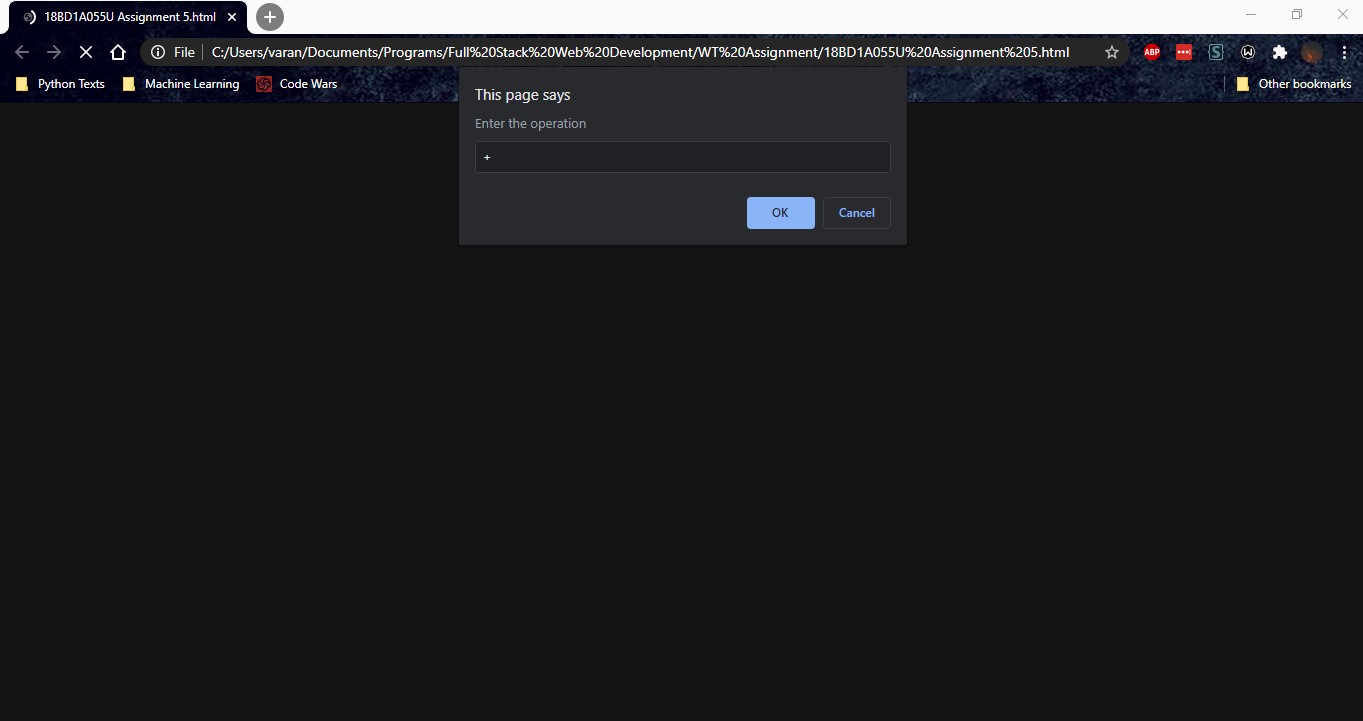 18BD1A055U Assignment 5.html
File C:/Users/varan/Documents/Programs/Full%20Stack%20Web%20Development/WT%20Assignment/18BD1A055U%20Assignment%205.html
ABP
S
W
Python Texts Machine Learning Code Wars Other bookmarks
This page says
Enter the operation
+
OK Cancel